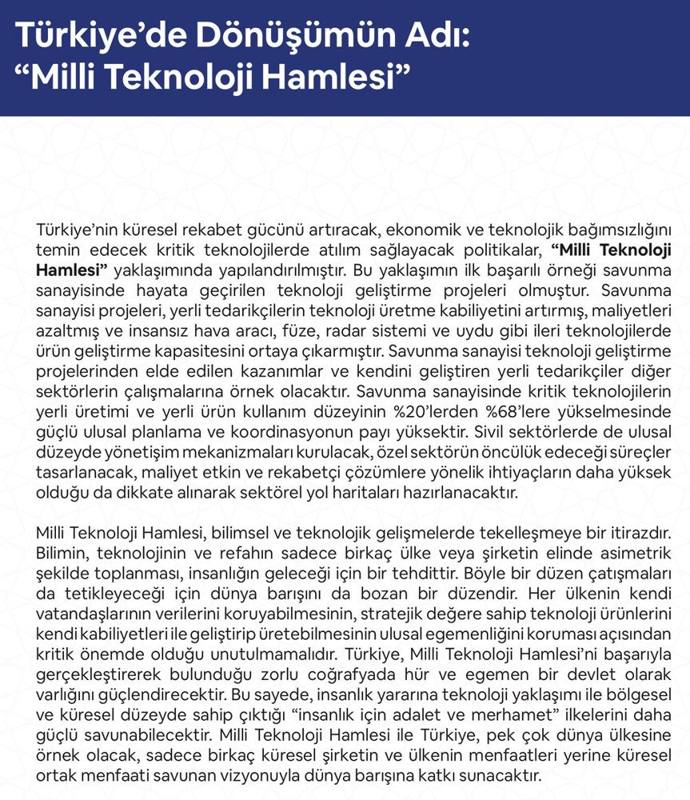 Türkiye’de Dönüşümün Adı:
“Milli Teknoloji Hamlesi”
Türkiye’nin küresel rekabet gücünü artıracak, ekonomik ve teknolojik bağımsızlığını
temin edecek kritik teknolojilerde atılım sağlayacak politikalar, “Milli Teknoloji
Hamlesi” yaklaşımında yapılandırılmıştır. Bu yaklaşımın ilk başarılı örneği savunma
sanayisinde hayata geçirilen teknoloji geliştirme projeleri olmuştur. Savunma
sanayisi projeleri, yerli tedarikçilerin teknoloji üretme kabiliyetini artırmış, maliyetleri
azaltmış ve insansız hava aracı, füze, radar sistemi ve uydu gibi ileri teknolojilerde
ürün geliştirme kapasitesini ortaya çıkarmıştır. Savunma sanayisi teknoloji geliştirme
projelerinden elde edilen kazanımlar ve kendini geliştiren yerli tedarikçiler diğer
sektörlerin çalışmalarına örnek olacaktır. Savunma sanayisinde kritik teknolojilerin
yerli üretimi ve yerli ürün kullanım düzeyinin %20’lerden %68’lere yükselmesinde
güçlü ulusal planlama ve koordinasyonun payı yüksektir. Sivil sektörlerde de ulusal
düzeyde yönetişim mekanizmaları kurulacak, özel sektörün öncülük edeceği süreçler
tasarlanacak, maliyet etkin ve rekabetçi çözümlere yönelik ihtiyaçların daha yüksek
olduğu da dikkate alınarak sektörel yol haritaları hazırlanacaktır.
Milli Teknoloji Hamlesi, bilimsel ve teknolojik gelişmelerde tekelleşmeye bir itirazdır.
Bilimin, teknolojinin ve refahın sadece birkaç ülke veya şirketin elinde asimetrik
şekilde toplanması, insanlığın geleceği için bir tehdittir. Böyle bir düzen çatışmaları
da tetikleyeceği için dünya barışını da bozan bir düzendir. Her ülkenin kendi
vatandaşlarının verilerini koruyabilmesinin, stratejik değere sahip teknoloji ürünlerini
kendi kabiliyetleri ile geliştirip üretebilmesinin ulusal egemenliğini koruması açısından
kritik önemde olduğu unutulmamalıdır. Türkiye, Milli Teknoloji Hamlesi’ni başarıyla
gerçekleştirerek bulunduğu zorlu coğrafyada hür ve egemen bir devlet olarak
varlığını güçlendirecektir. Bu sayede, insanlık yararına teknoloji yaklaşımı ile bölgesel
ve küresel düzeyde sahip çıktığı “insanlık için adalet ve merhamet” ilkelerini daha
güçlü savunabilecektir. Milli Teknoloji Hamlesi ile Türkiye, pek çok dünya ülkesine
örnek olacak, sadece birkaç küresel şirketin ve ülkenin menfaatleri yerine küresel
ortak menfaati savunan vizyonuyla dünya barışına katkı sunacaktır.